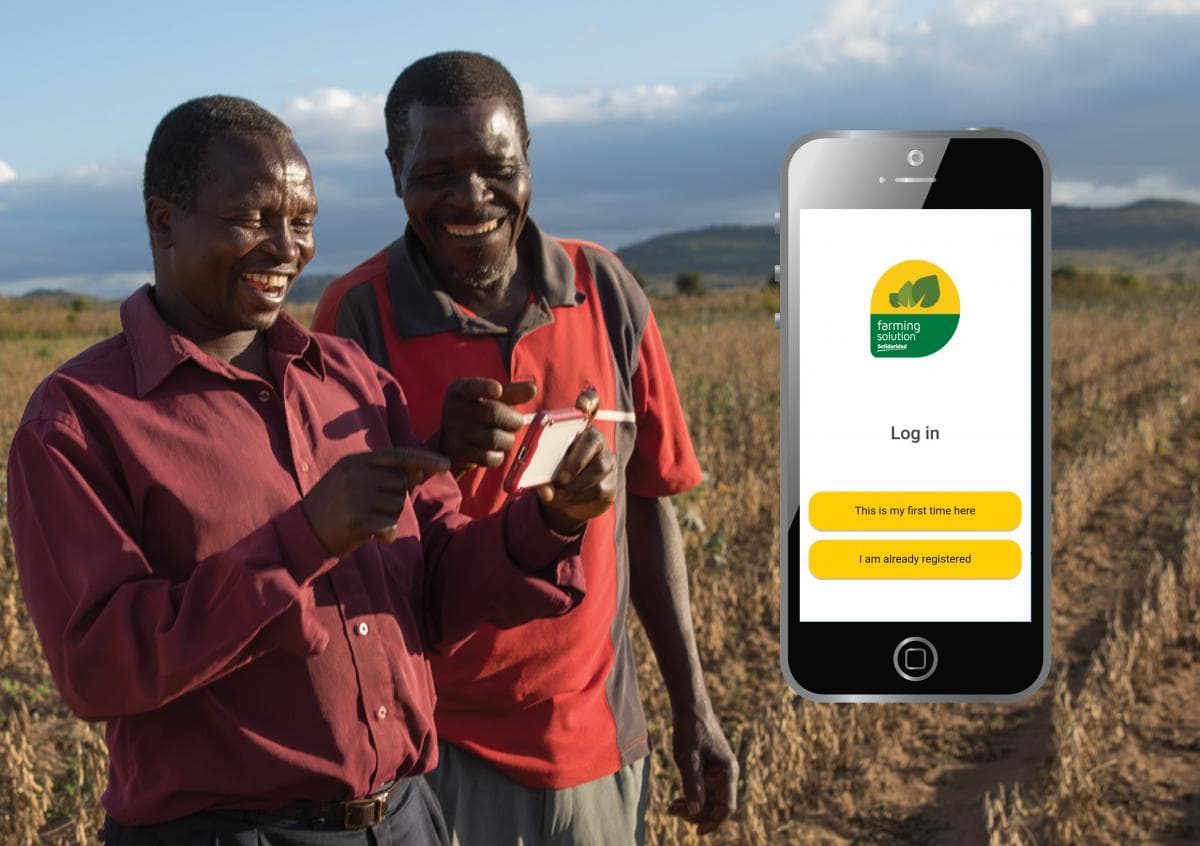 farming
solution
Solidaridad
Log in
This is my first time here
I am already registered